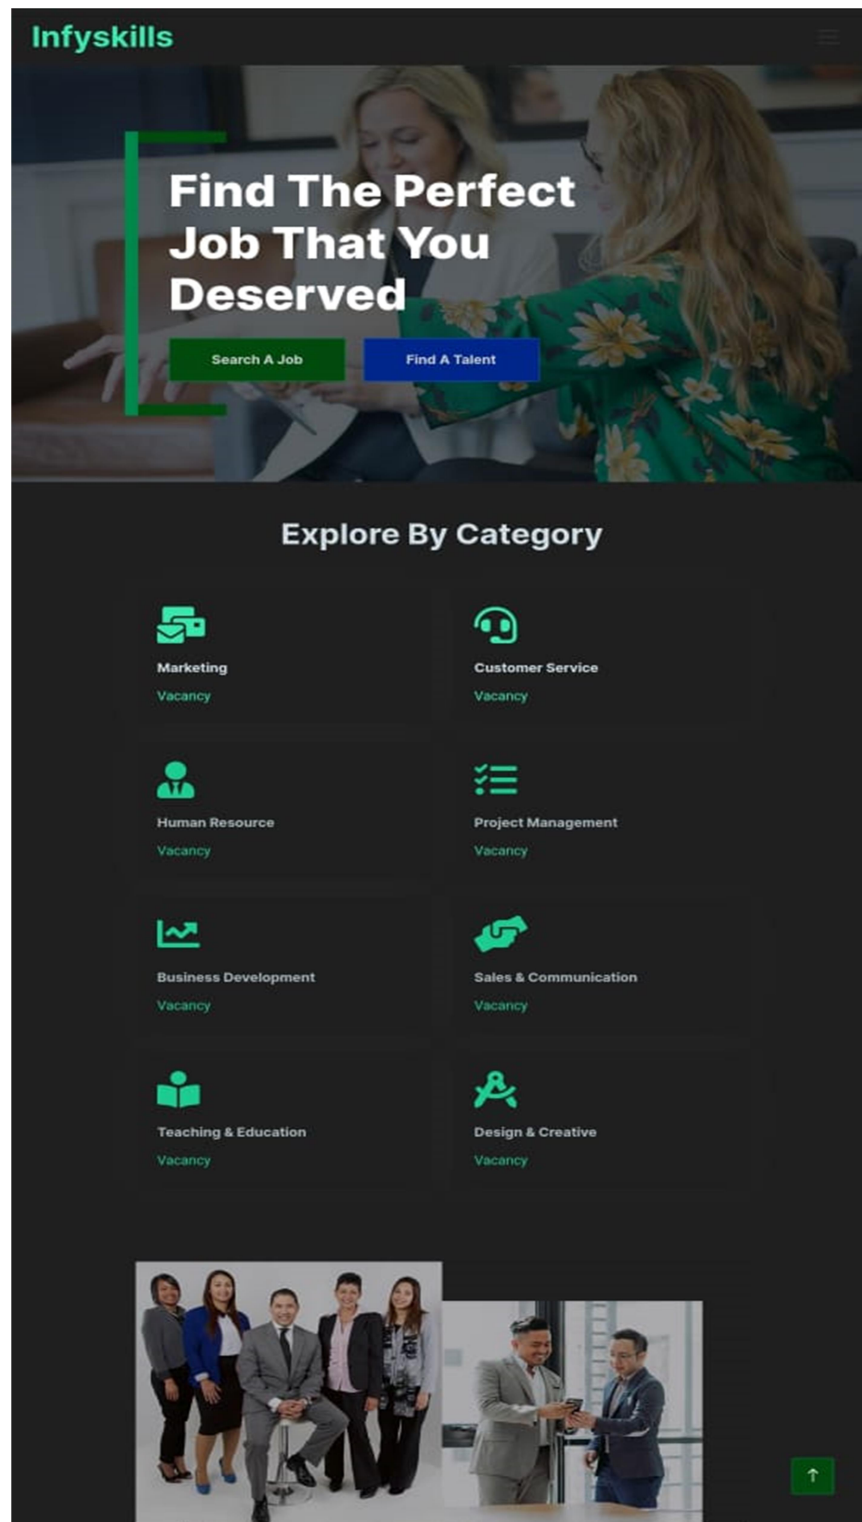 Infyskills
Find The Perfect
Job That You
Deserved
Search A Job
Find A Talent
Explore By Category
Marketing
Vacancy
Customer Service
Vacancy
Human Resource
Vacancy
Project Management
Vacancy
Business Development
Vacancy
Sales & Communication
Vacancy
Teaching & Education
Vacancy
Design & Creative
Vacancy